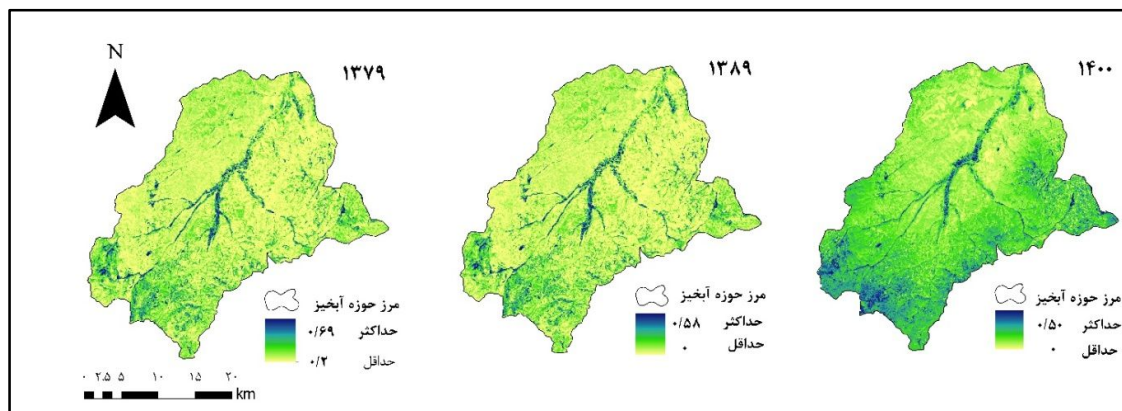 N
۱۳۷۹
مرز حوزه آبخیز
حداکثر ۰/۶۹
حداقل ۰/۲
۰ ۲.۵ ۵ ۱۰ ۱۵ ۲۰
km
۱۳۸۹
مرز حوزه آبخیز
حداکثر ۰/۵۸
حداقل ۰
۱۴۰۰
مرز حوزه آبخیز
حداکثر ۰/۵۰
حداقل ۰